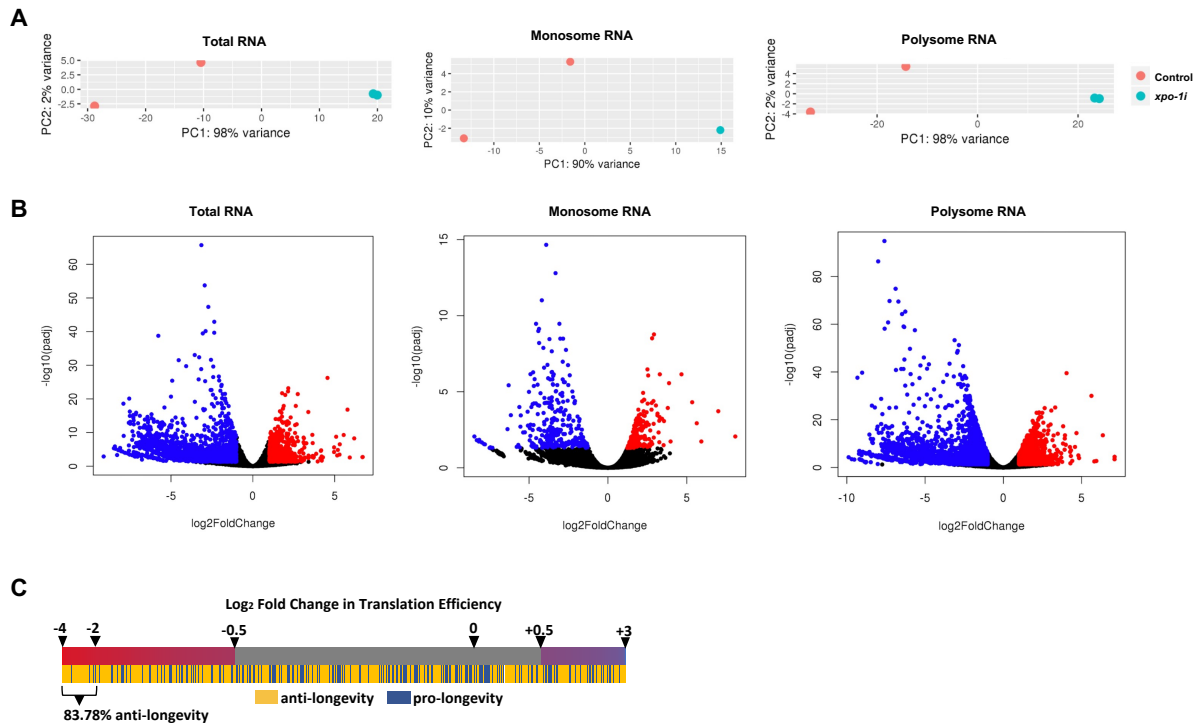 A
Total RNA
Monosome RNA
Polysome RNA
PC2: 2% variance
5.0
2.5
0.0
-2.5
-30
-20
-10
0
10
20
PC1: 98% variance
PC2: 10% variance
4
2
0
-2
-10
-5
0
5
10
15
PC1: 90% variance
PC2: 2% variance
4
2
0
-2
-4
-20
0
20
PC1: 98% variance
Control
xpo-1i
B
Total RNA
Monosome RNA
Polysome RNA
-log10(padj)
60
50
40
30
20
10
0
-5
0
5
log2FoldChange
-log10(padj)
15
10
5
0
-5
0
5
log2FoldChange
-log10(padj)
80
60
40
20
0
-10
-5
0
5
log2FoldChange
C
Log2 Fold Change in Translation Efficiency
-4
-2
-0.5
0
+0.5
+3
anti-longevity
pro-longevity
83.78% anti-longevity